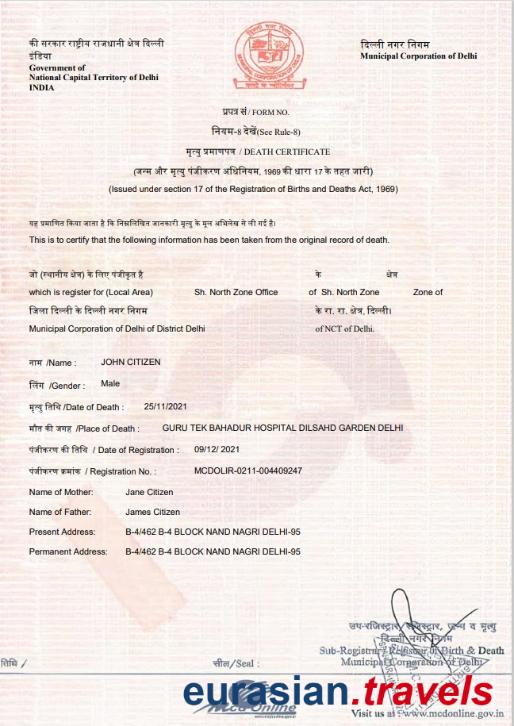 की सरकार राष्ट्रीय राजधानी क्षेत्र दिल्ली
इंडिया
Government of
National Capital Territory of Delhi
INDIA
दिल्ली नगर निगम
Municipal Corporation of Delhi
प्रपत्र सं/ FORM NO.
नियम-8 देखें(See Rule-8)
मृत्यु प्रमाणपत्र / DEATH CERTIFICATE
(जन्म और मृत्यु पंजीकरण अधिनियम, 1969 की धारा 17 के तहत जारी)
(Issued under section 17 of the Registration of Births and Deaths Act, 1969)
यह प्रमाणित किया जाता है कि निम्नलिखित जानकारी मृत्यु के मूल अभिलेख से ली गई है।
This is to certify that the following information has been taken from the original record of death.
जो (स्थानीय क्षेत्र) के लिए पंजीकृत है के क्षेत्र
which is register for (Local Area) Sh. North Zone Office of Sh. North Zone Zone of
जिला दिल्ली के दिल्ली नगर निगम के रा. रा. क्षेत्र, दिल्ली।
Municipal Corporation of Delhi of District Delhi of NCT of Delhi.
नाम /Name : JOHN CITIZEN
लिंग /Gender : Male
मृत्यु तिथि /Date of Death : 25/11/2021
मौत की जगह /Place of Death : GURU TEK BAHADUR HOSPITAL DILSAHD GARDEN DELHI
पंजीकरण की तिथि / Date of Registration : 09/12/ 2021
पंजीकरण क्रमांक / Registration No. : MCDOLIR-0211-004409247
Name of Mother: Jane Citizen
Name of Father: James Citizen
Present Address: B-4/462 B-4 BLOCK NAND NAGRI DELHI-95
Permanent Address: B-4/462 B-4 BLOCK NAND NAGRI DELHI-95
उप-रजिस्ट्रार/रजिस्ट्रार, जन्म व मृत्यु
दिल्ली नगर निगम
Sub-Registrar/Registrar of Birth & Death
तिथि / सील/Seal : Municipal Corporation of Delhi
eurasian.travels
Mcd Online
Visit us at : www.mcdonline.gov.in